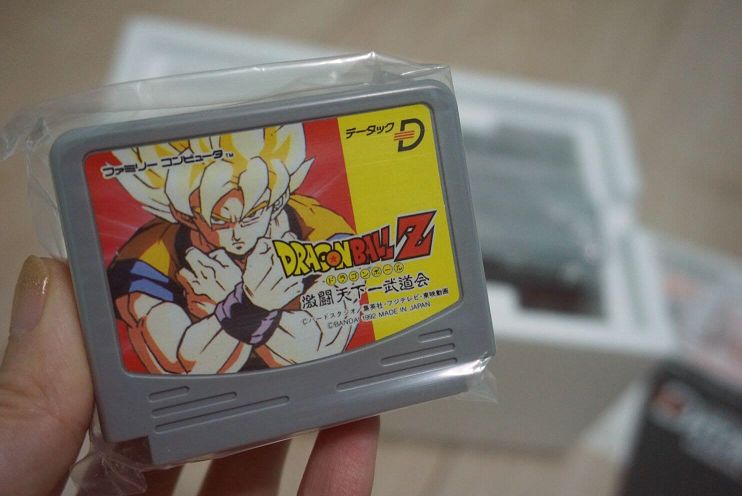 データック
D
ファミリー コンピュータ™
DRAGON BALL Z
ドラゴンボール
激闘 天下一武道会
©バードスタジオ/集英社・フジテレビ・東映動画
©BANDAI 1992 MADE IN JAPAN